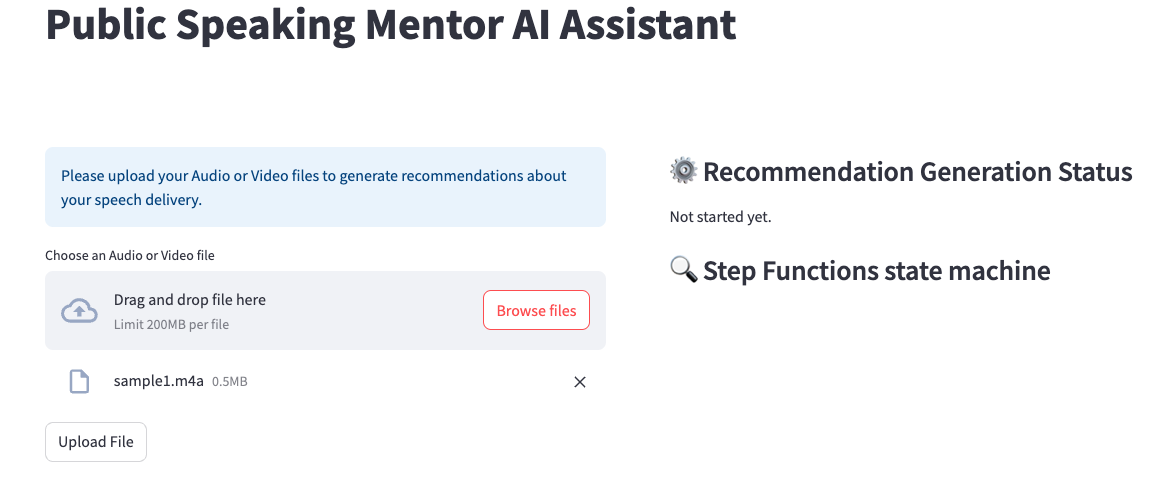 Public Speaking Mentor AI Assistant
Please upload your Audio or Video files to generate recommendations about
your speech delivery.
Choose an Audio or Video file
Drag and drop file here
Limit 200MB per file
Browse files
sample1.m4a 0.5MB
Upload File
Recommendation Generation Status
Not started yet.
Step Functions state machine